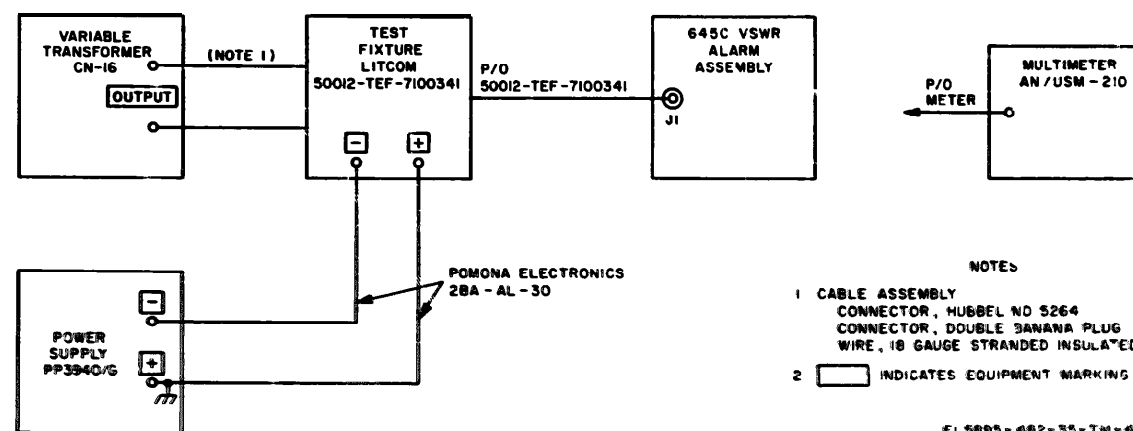 VARIABLE
TRANSFORMER
CN-16
OUTPUT
(NOTE 1)
TEST
FIXTURE
LITCOM
50012-TEF-7100341
-
+
P/O
50012-TEF-7100341
645C VSWR
ALARM
ASSEMBLY
J1
P/O
METER
MULTIMETER
AN/USM-210
POWER
SUPPLY
PP3940/G
-
+
POMONA ELECTRONICS
2BA-AL-30
NOTES
1 CABLE ASSEMBLY
CONNECTOR, HUBBEL NO 5264
CONNECTOR, DOUBLE BANANA PLUG
WIRE, 18 GAUGE STRANDED INSULATED
2 INDICATES EQUIPMENT MARKING